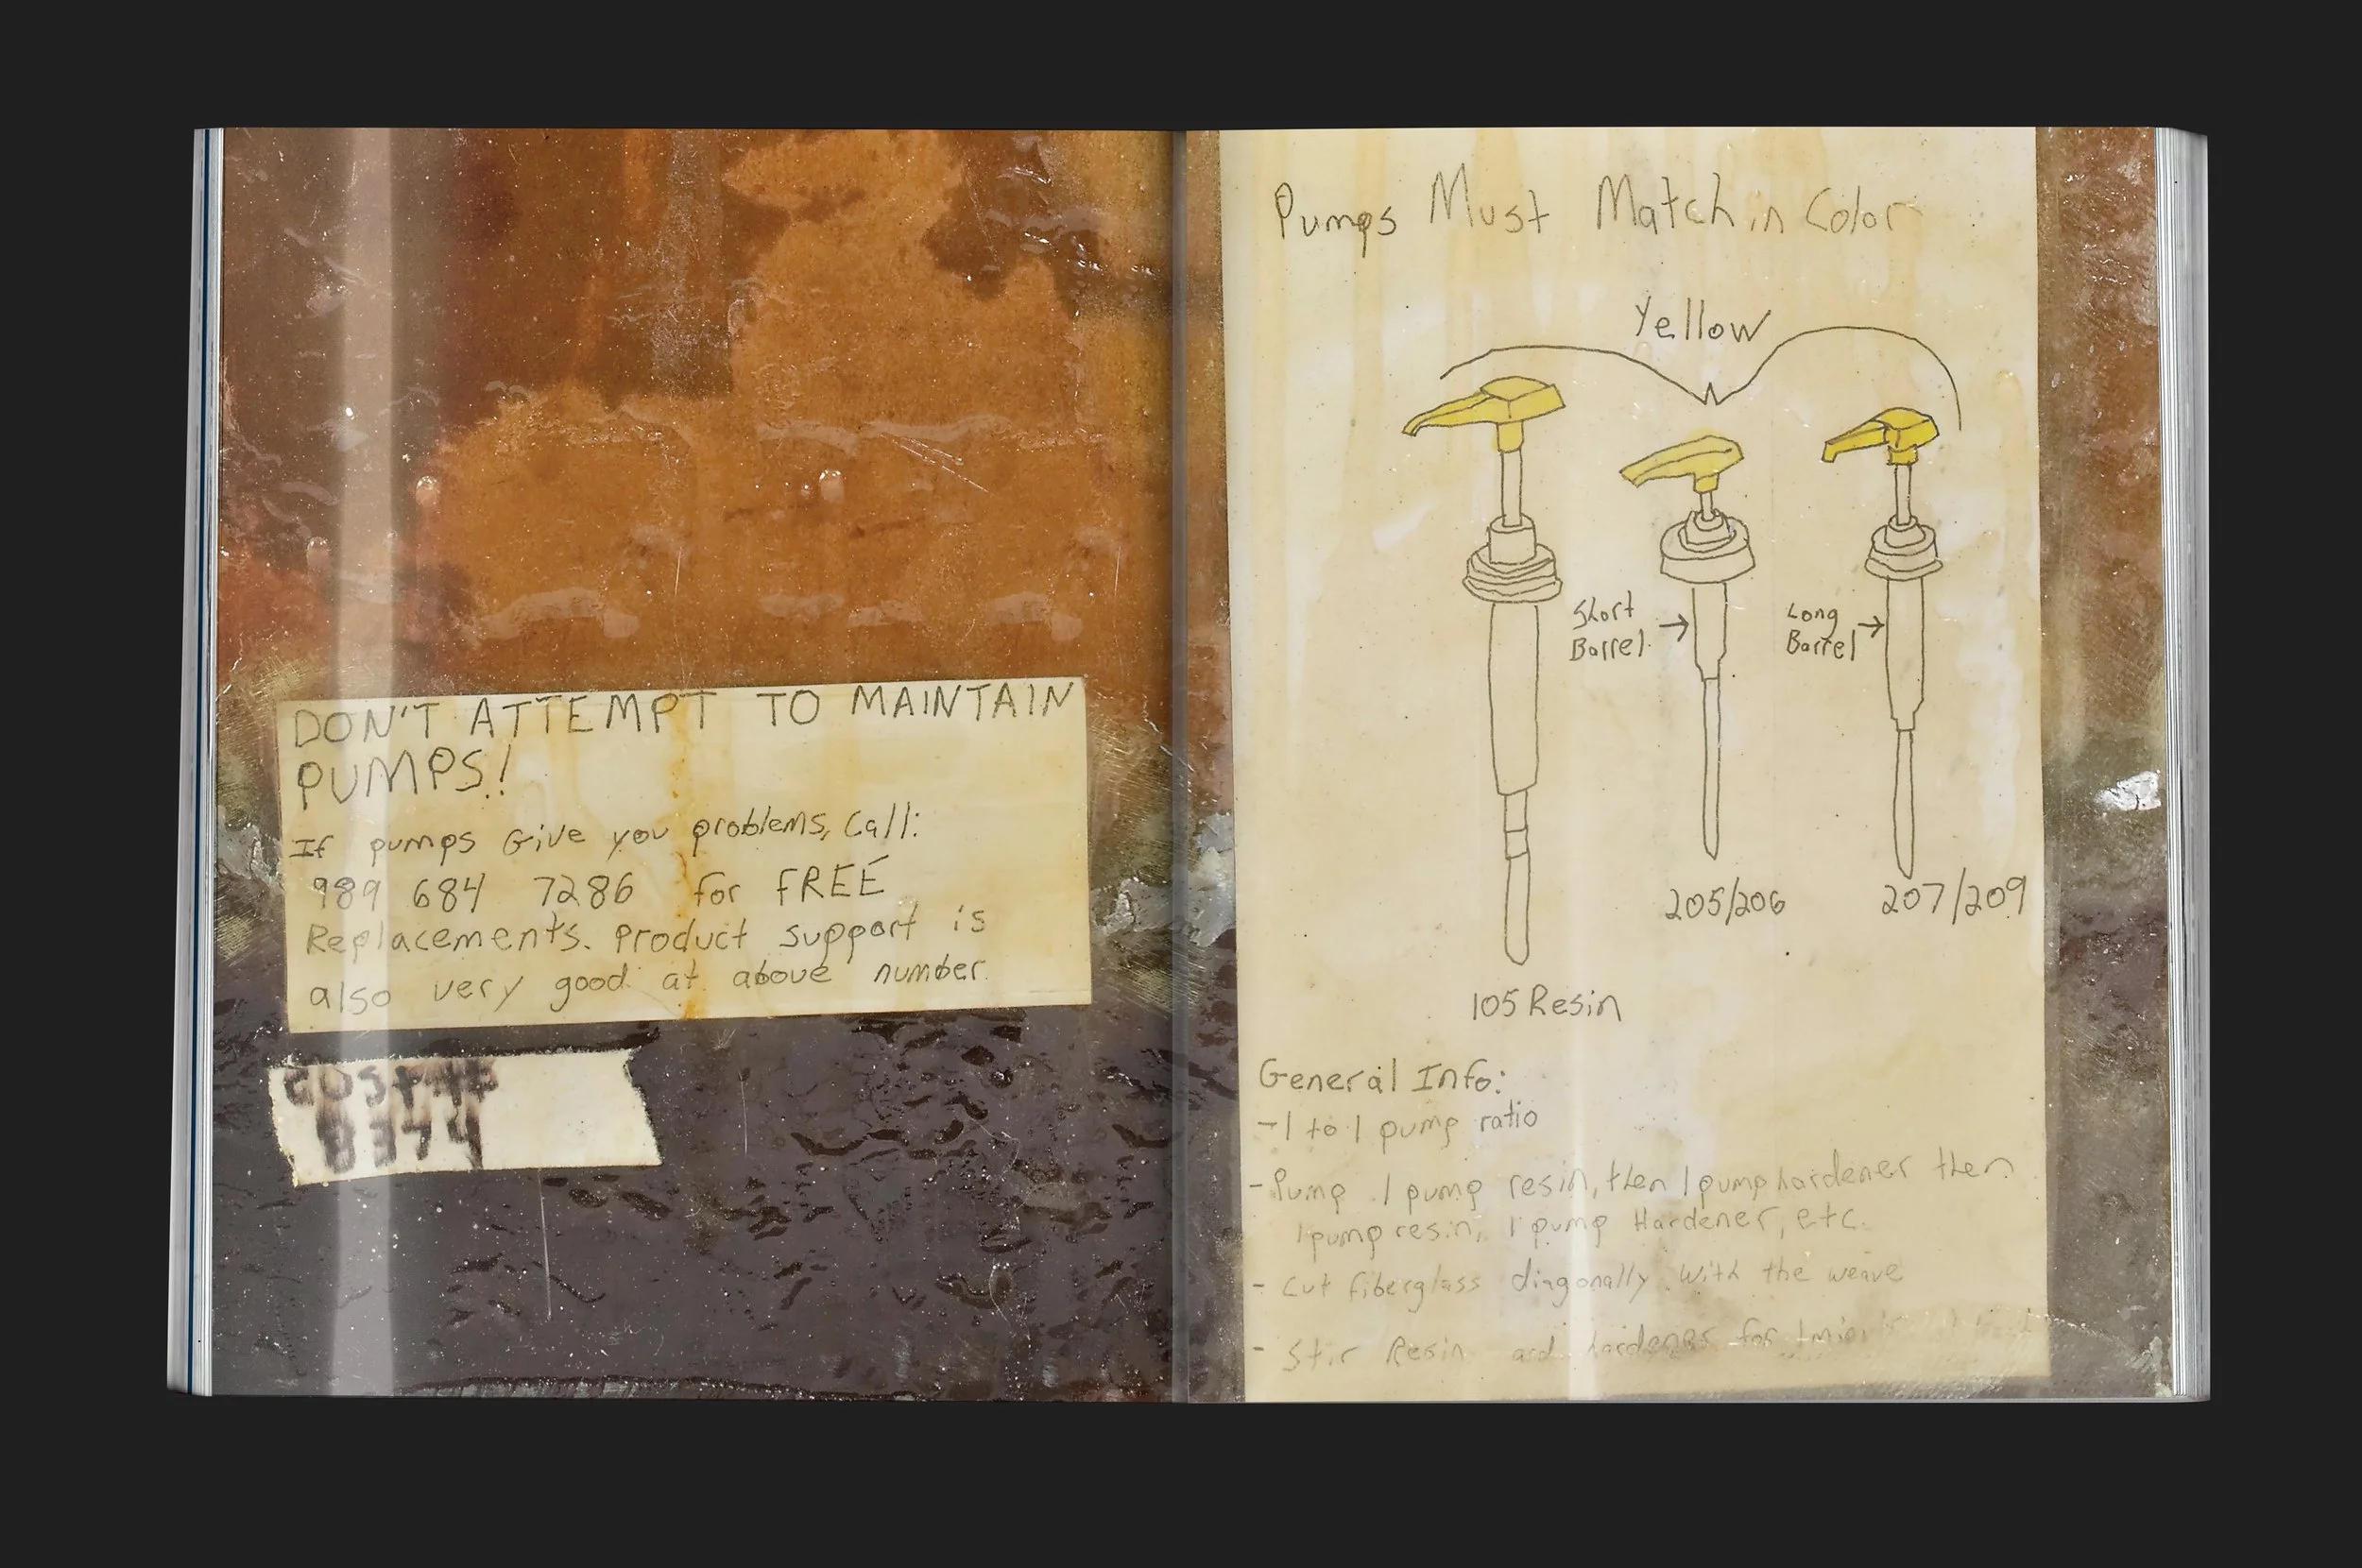 DON'T ATTEMPT TO MAINTAIN
PUMPS!
If pumps Give you problems, Call:
989 684 7286 for FREE
Replacements. Product support is
also very good at above number.
8374
Pumps Must Match in Color
Yellow
Short
Barrel
Long
Barrel
205/206
207/209
105 Resin
General Info:
-1 to 1 pump ratio
-Pump 1 pump resin, then 1 pump hardener then
1 pump resin, 1 pump Hardener, etc.
- Cut fiberglass diagonally with the weave
- Stir Resin and hardener for 1 min